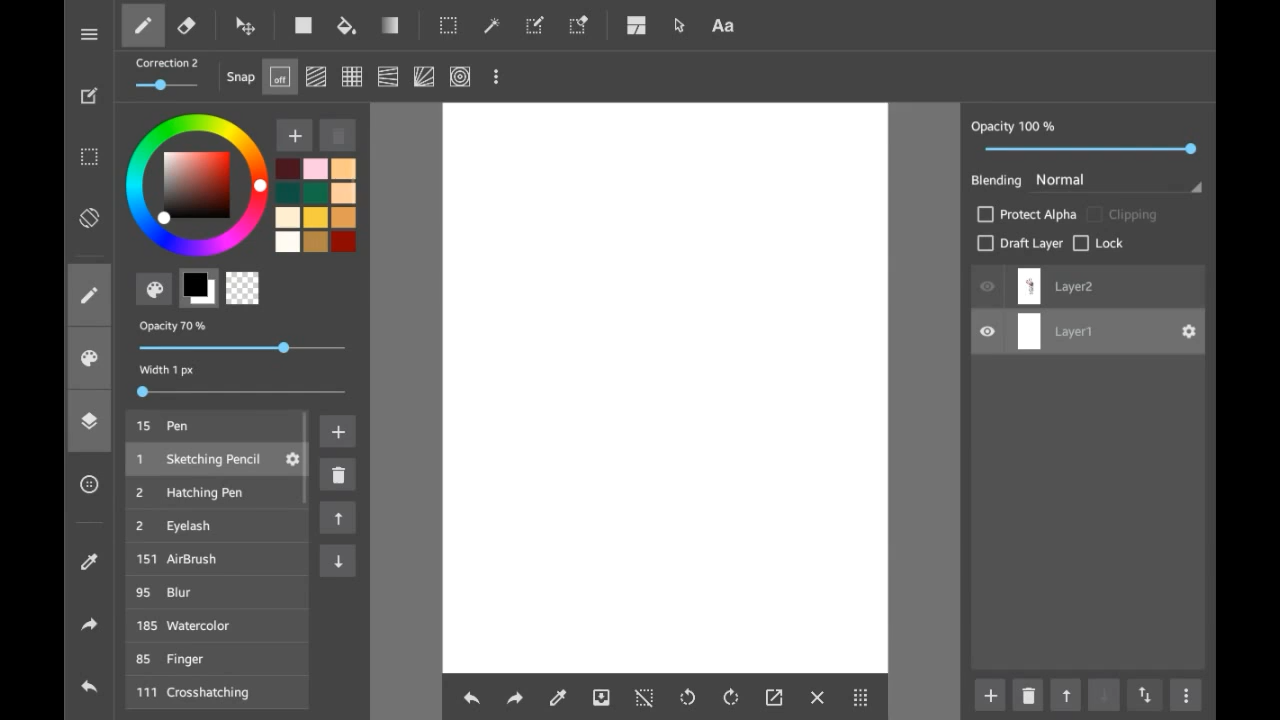 Aa
Correction 2
Snap
off
Opacity 100 %
Blending Normal
Protect Alpha
Clipping
Draft Layer
Lock
Layer2
Layer1
Opacity 70 %
Width 1 px
15 Pen
1 Sketching Pencil
2 Hatching Pen
2 Eyelash
151 AirBrush
95 Blur
185 Watercolor
85 Finger
111 Crosshatching